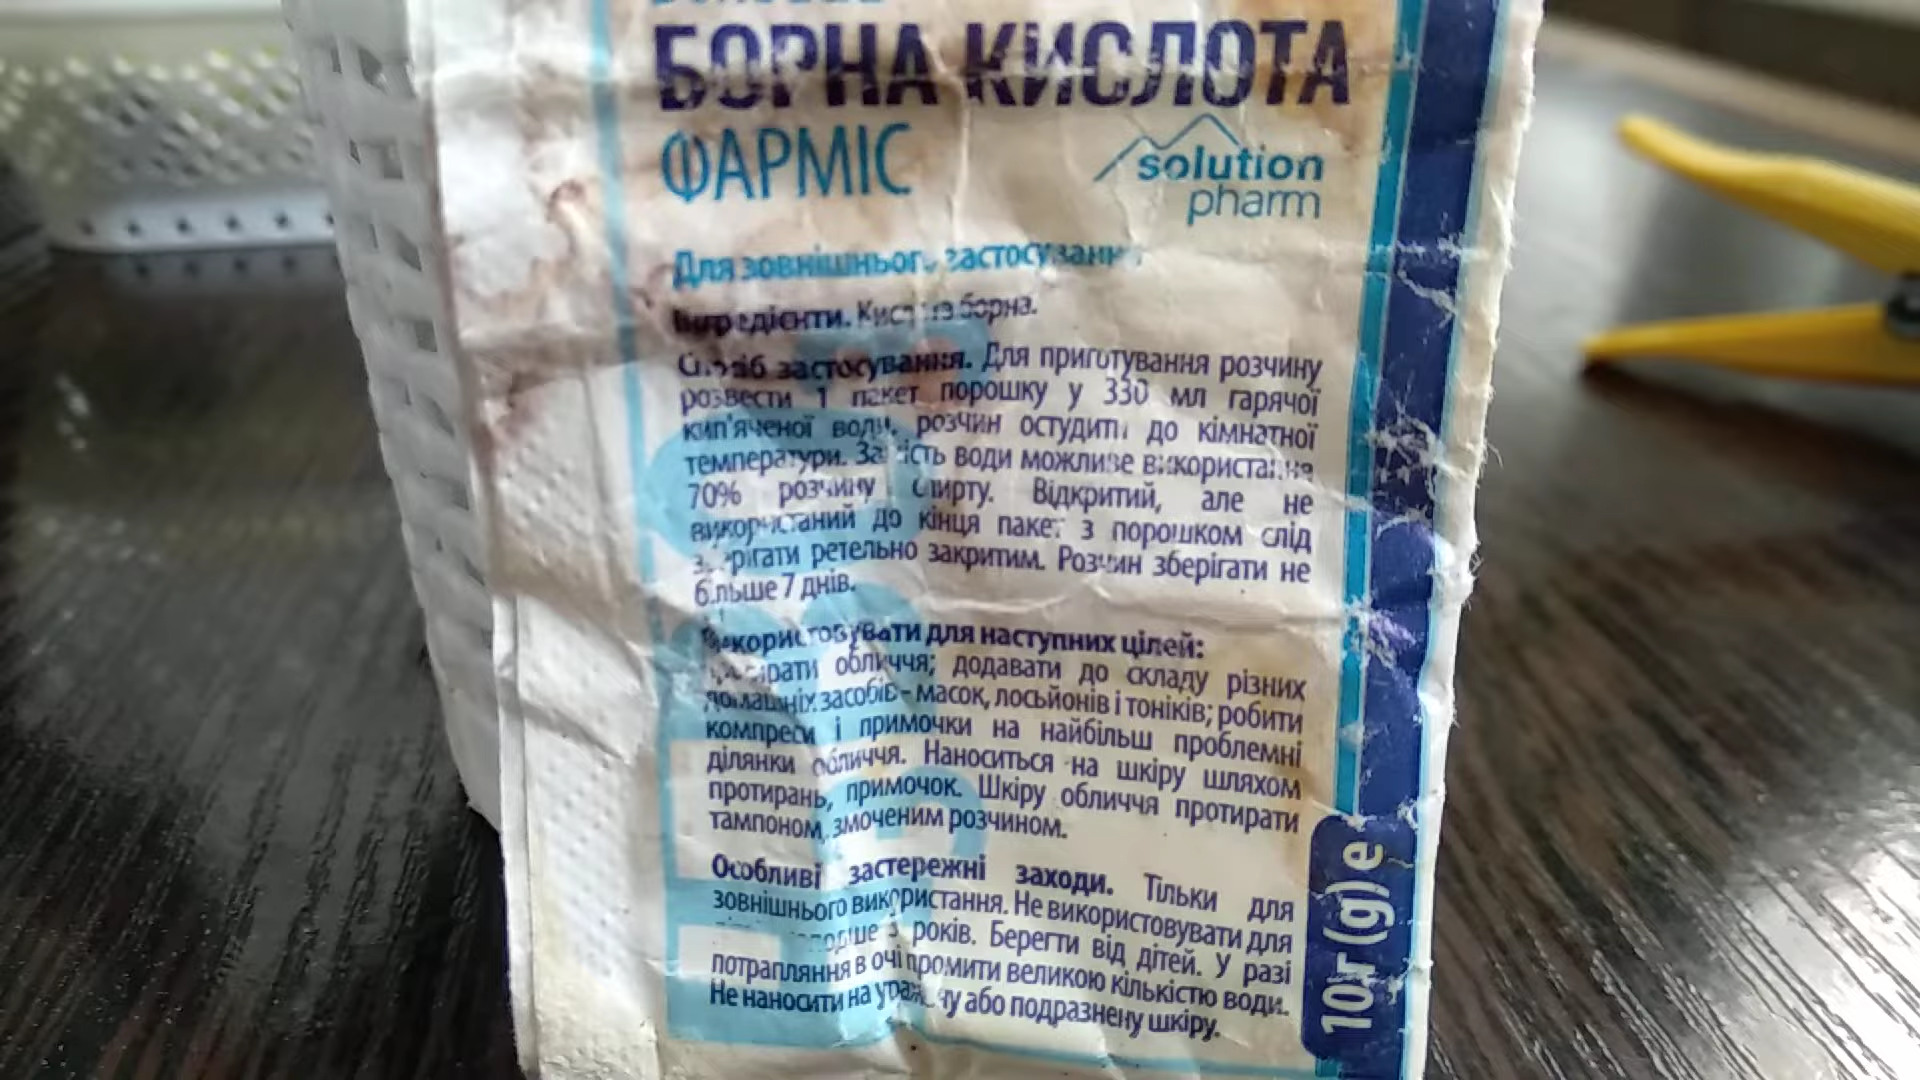 БОРНА КИСЛОТА
ФАРМІС
solution
pharm
Для зовнішнього застосування
Інгредієнти. Кислота борна.
Спосіб застосування. Для приготування розчину
розвести 1 пакет порошку у 330 мл гарячої
кип'яченої води, розчин остудити до кімнатної
температури. Замість води можливе використання
70% розчину спирту. Відкритий, але не
використаний до кінця пакет з порошком слід
зберігати ретельно закритим. Розчин зберігати не
більше 7 днів.
Використовувати для наступних цілей:
обличчя; додавати до складу різних
домашніх засобів - масок, лосьйонів і тоніків; робити
компреси і примочки на найбільш проблемні
ділянки обличчя. Наноситься на шкіру шляхом
протирань, примочок. Шкіру обличчя протирати
тампоном, змоченим розчином.
Особливі застережні заходи. Тільки для
зовнішнього використання. Не використовувати для
3 років. Берегти від дітей. У разі
потрапляння в очі промити великою кількістю води.
Не наносити на уражену або подразнену шкіру.
10г (g) e